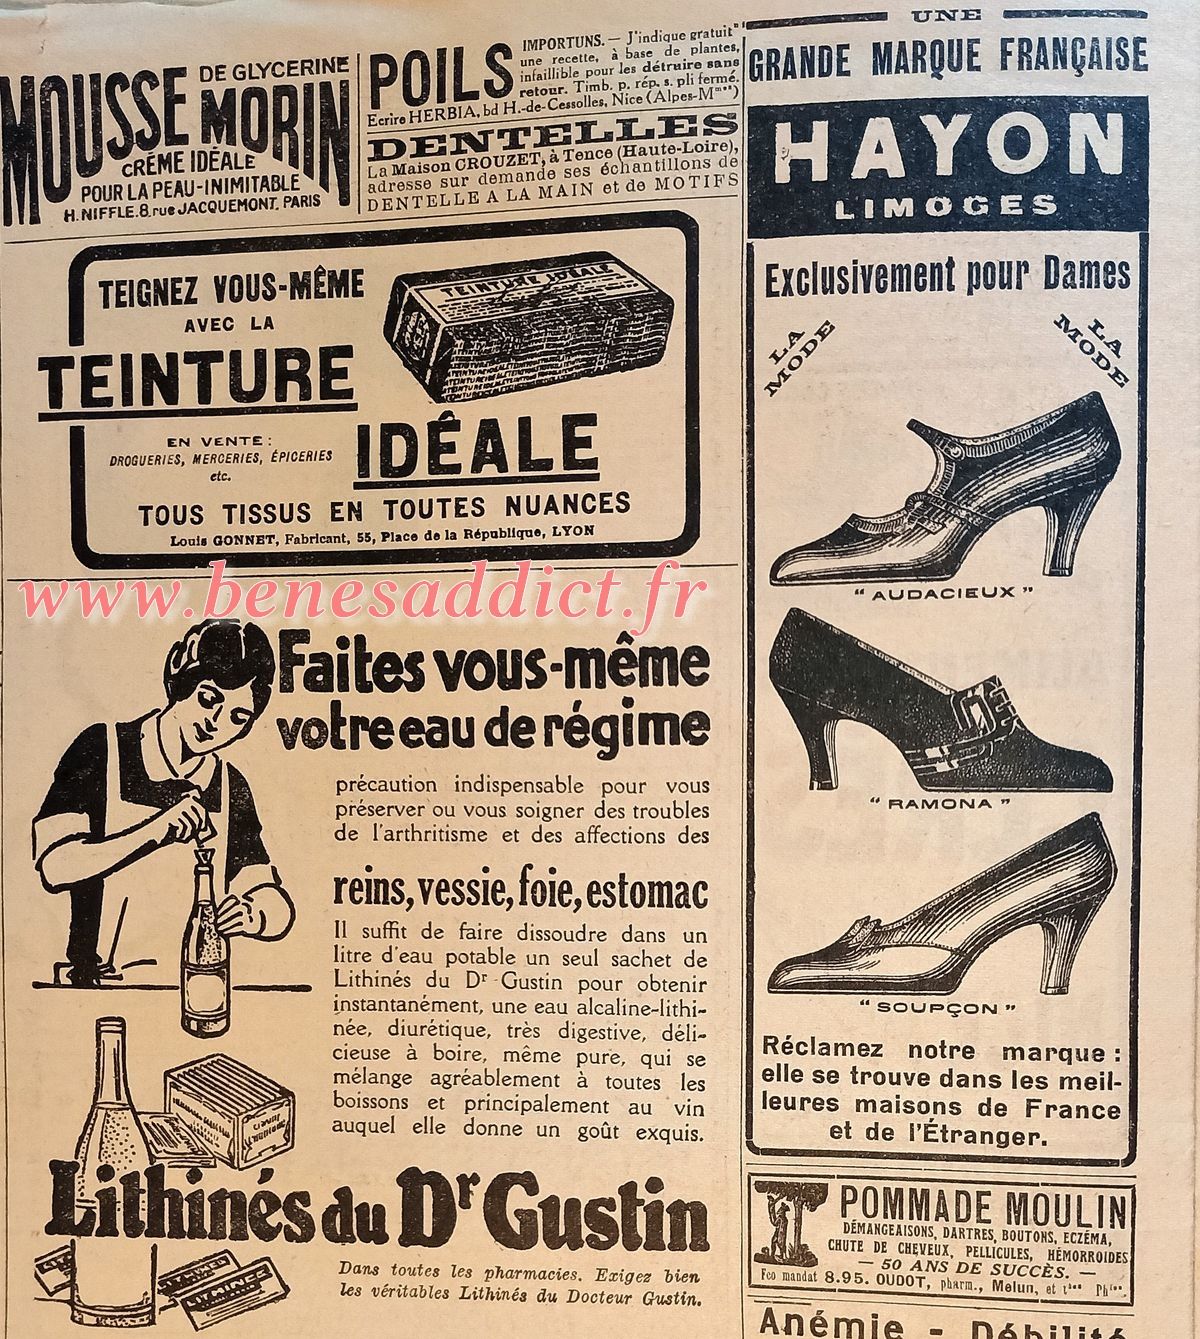 MOUSSE DE GLYCERINE
MORIN
CRÈME IDÉALE
POUR LA PEAU-INIMITABLE
H. NIFFLE. 8. rue JACQUEMONT. PARIS
POILS IMPORTUNS. — J'indique gratuitt
une recette, à base de plantes,
infaillible pour les détruire sans
retour. Timb. p. rép. s. pli fermé.
Ecrire HERBIA, bd H.-de-Cessolles, Nice (Alpes-Mmes)
DENTELLES
La Maison CROUZET, à Tence (Haute-Loire),
adresse sur demande ses échantillons de
DENTELLE A LA MAIN et de MOTIFS
TEIGNEZ VOUS-MÊME
AVEC LA
TEINTURE
IDÉALE
TEINTURE IDÉALE
EN VENTE :
DROGUERIES, MERCERIES, ÉPICERIES
etc.
TOUS TISSUS EN TOUTES NUANCES
Louis GONNET, Fabricant, 55, Place de la République, LYON
www.benesaddict.fr
Faites vous-même
votre eau de régime
précaution indispensable pour vous
préserver ou vous soigner des troubles
de l'arthritisme et des affections des
reins, vessie, foie, estomac
Il suffit de faire dissoudre dans un
litre d'eau potable un seul sachet de
Lithinés du Dr Gustin pour obtenir
instantanément, une eau alcaline-lithi-
née, diurétique, très digestive, déli-
cieuse à boire, même pure, qui se
mélange agréablement à toutes les
boissons et principalement au vin
auquel elle donne un goût exquis.
Lithinés du Dr Gustin
LITHINÉS
Dans toutes les pharmacies. Exigez bien
les véritables Lithinés du Docteur Gustin.
UNE
GRANDE MARQUE FRANÇAISE
HAYON
LIMOGES
Exclusivement pour Dames
LA MODE
LA MODE
" AUDACIEUX "
" RAMONA "
" SOUPÇON "
Réclamez notre marque :
elle se trouve dans les meil-
leures maisons de France
et de l'Étranger.
POMMADE MOULIN
DÉMANGEAISONS, DARTRES, BOUTONS, ECZÉMA,
CHUTE DE CHEVEUX, PELLICULES, HÉMORROIDES
— 50 ANS DE SUCCÈS. —
Fco mandat 8.95. OUDOT, pharm., Melun, et ttes Phies.
Anémie - Débilité